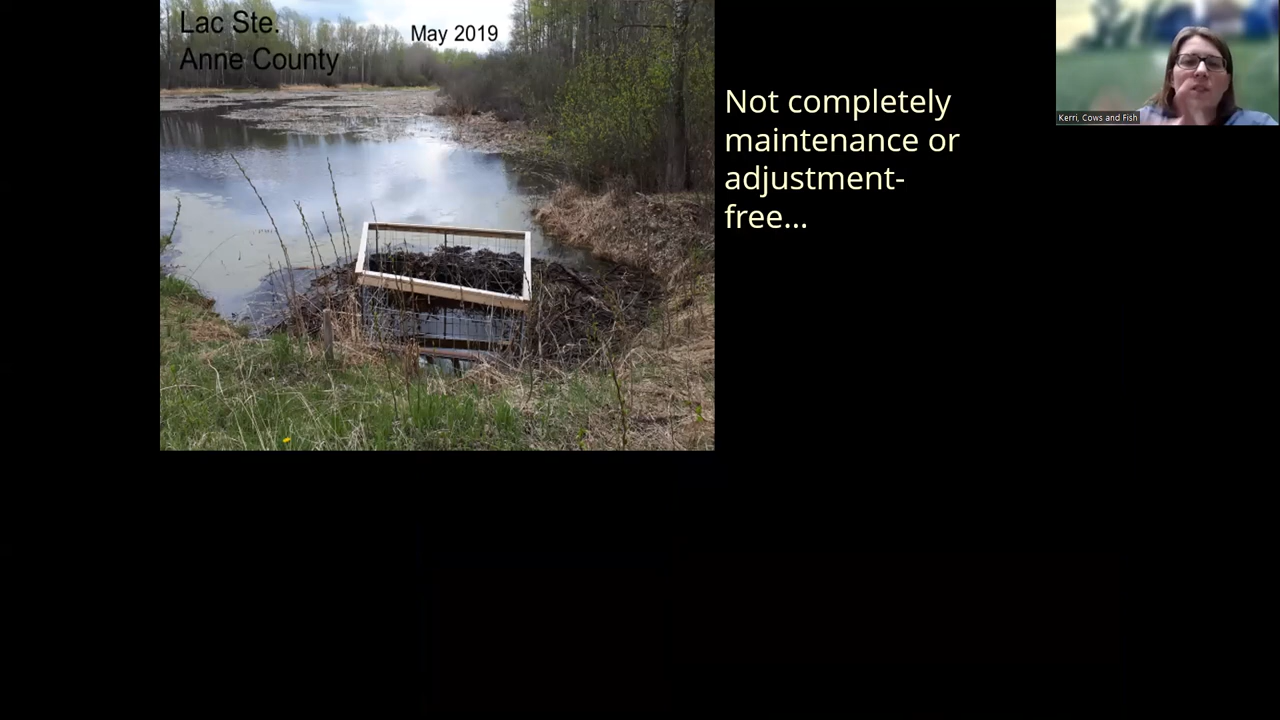 Lac Ste.
Anne County
May 2019
Not completely
maintenance or
adjustment-
free...
Kerri, Cows and Fish